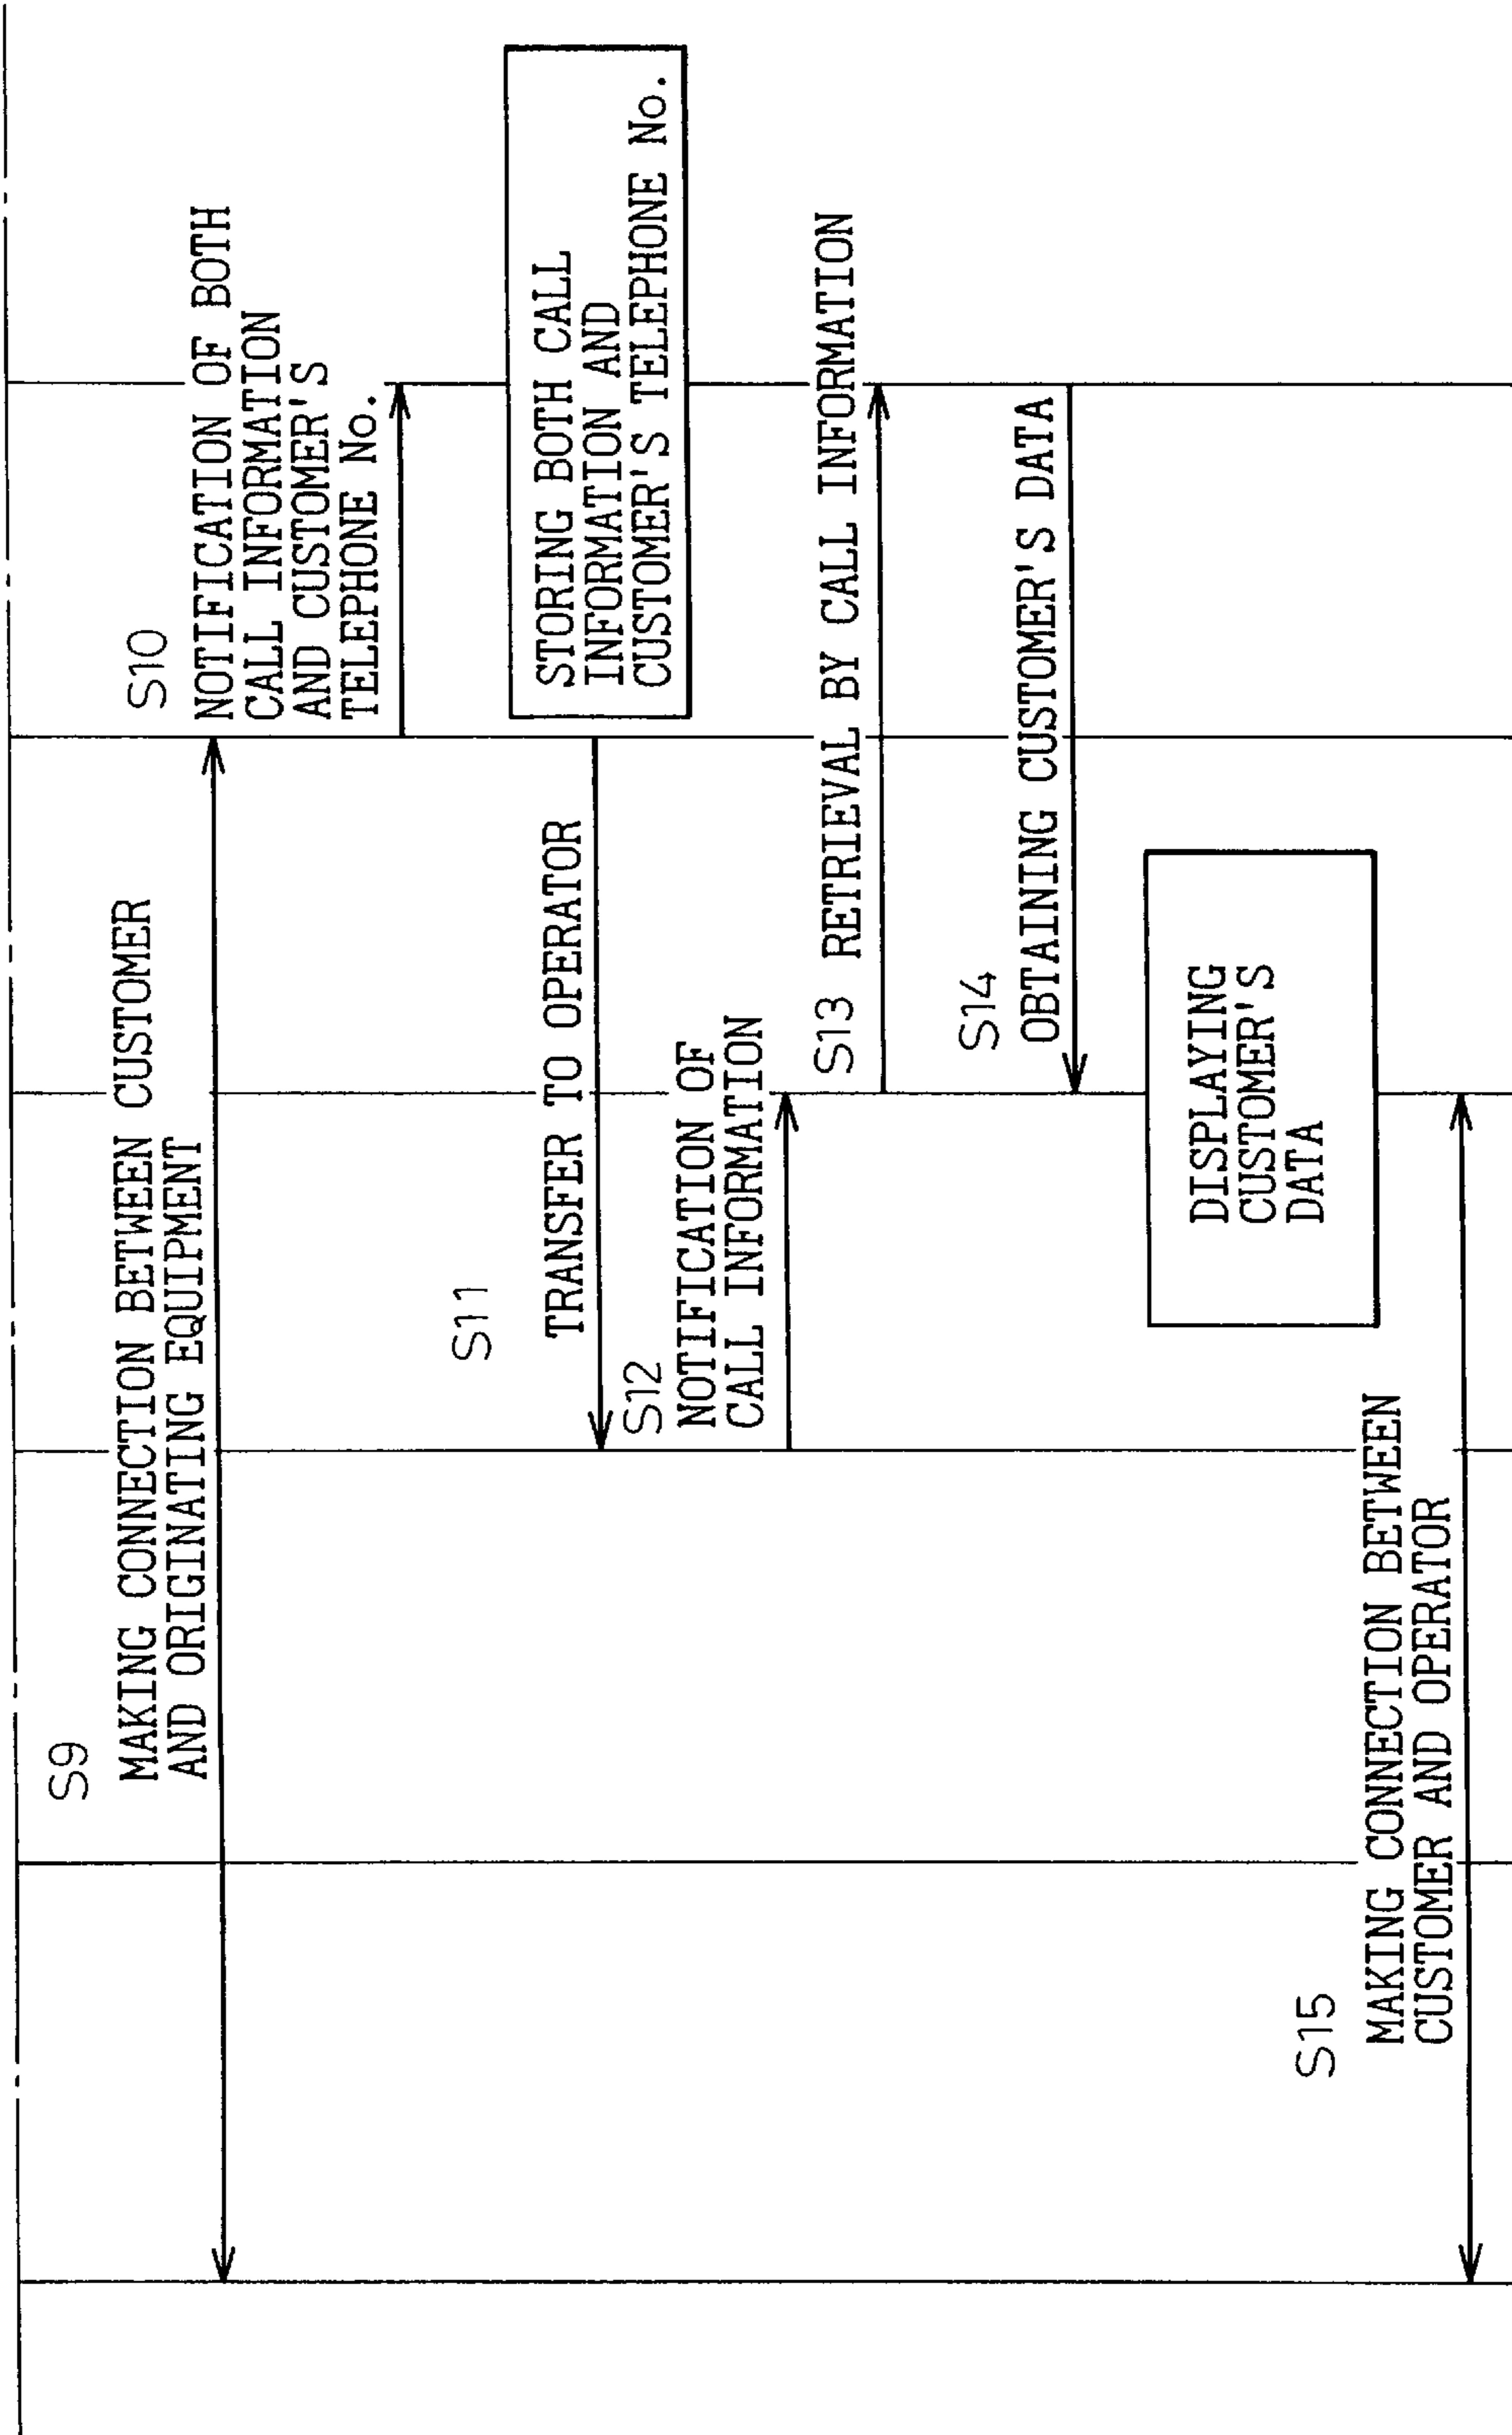 S9
MAKING CONNECTION BETWEEN CUSTOMER
AND ORIGINATING EQUIPMENT
S10
NOTIFICATION OF BOTH
CALL INFORMATION
AND CUSTOMER'S
TELEPHONE No.
STORING BOTH CALL
INFORMATION AND
CUSTOMER'S TELEPHONE No.
S11
TRANSFER TO OPERATOR
S12
NOTIFICATION OF
CALL INFORMATION
S13 RETRIEVAL BY CALL INFORMATION
S14
OBTAINING CUSTOMER'S DATA
DISPLAYING
CUSTOMER'S
DATA
S15
MAKING CONNECTION BETWEEN
CUSTOMER AND OPERATOR